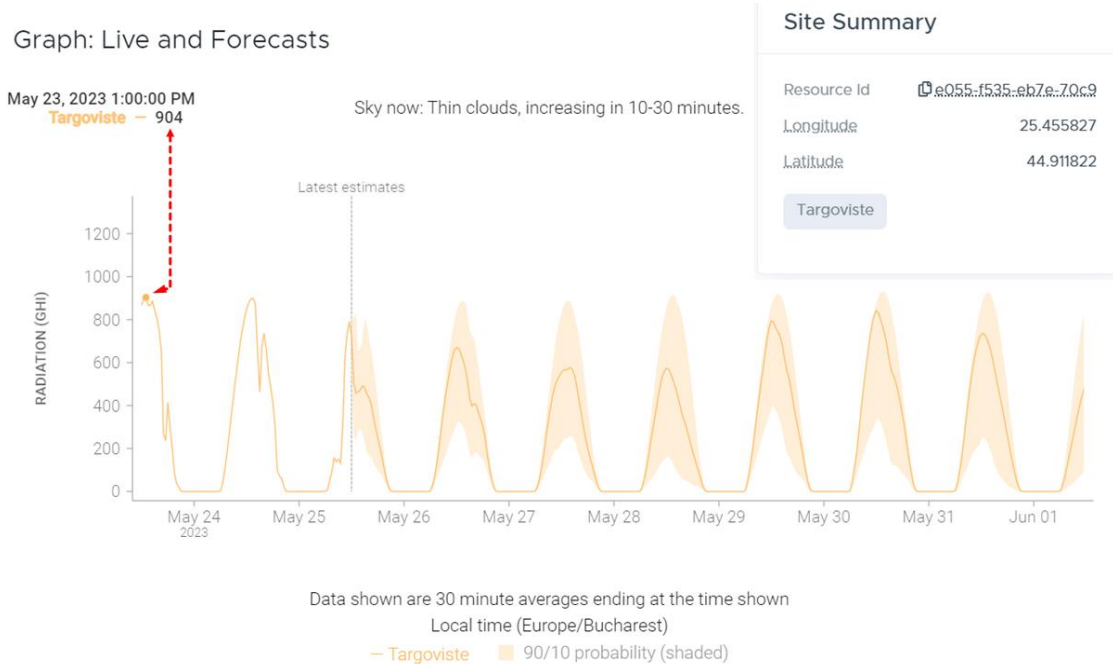 Graph: Live and Forecasts
May 23, 2023 1:00:00 PM
Targoviste — 904
Sky now: Thin clouds, increasing in 10-30 minutes.
Site Summary
Resource Id e055-f535-eb7e-70c9
Longitude 25.455827
Latitude 44.911822
Targoviste
Latest estimates
RADIATION (GHI)
1200
1000
800
600
400
200
0
May 24 May 25 May 26 May 27 May 28 May 29 May 30 May 31 Jun 01
2023
Data shown are 30 minute averages ending at the time shown
Local time (Europe/Bucharest)
— Targoviste 90/10 probability (shaded)